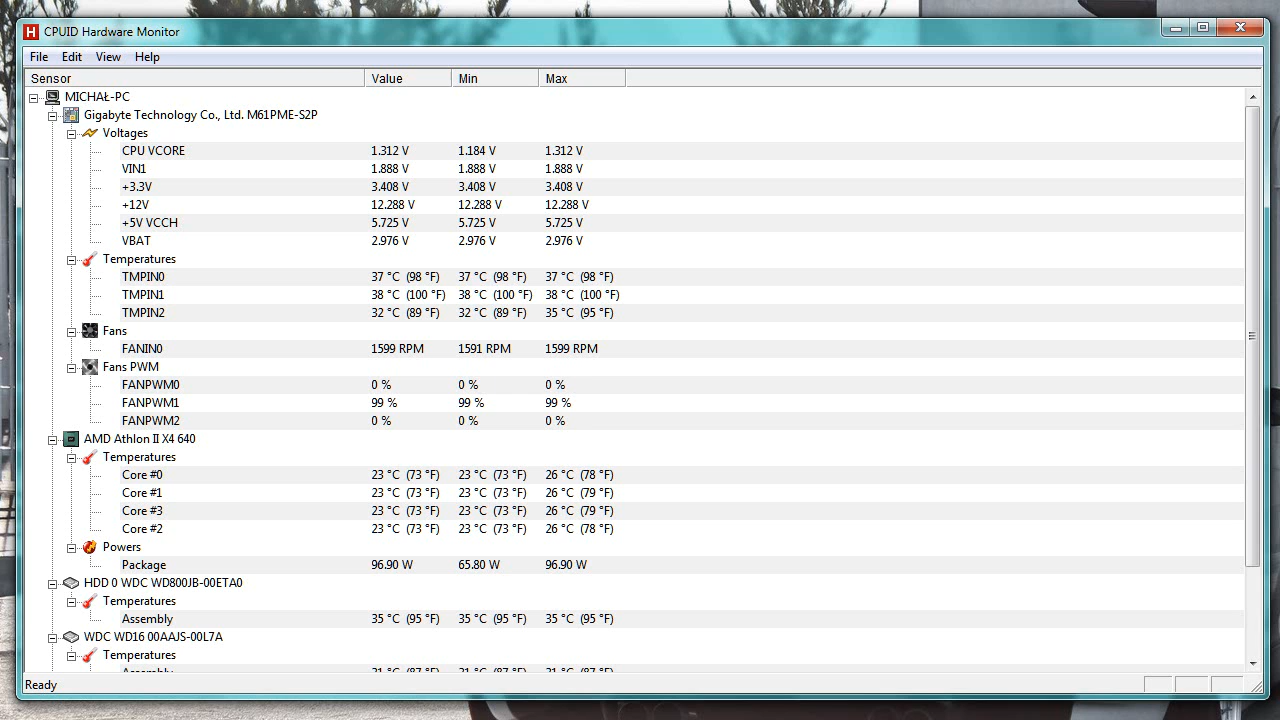 CPUID Hardware Monitor
File Edit View Help
Sensor Value Min Max
MICHAŁ-PC
Gigabyte Technology Co., Ltd. M61PME-S2P
Voltages
CPU VCORE 1.312 V 1.184 V 1.312 V
VIN1 1.888 V 1.888 V 1.888 V
+3.3V 3.408 V 3.408 V 3.408 V
+12V 12.288 V 12.288 V 12.288 V
+5V VCCH 5.725 V 5.725 V 5.725 V
VBAT 2.976 V 2.976 V 2.976 V
Temperatures
TMPIN0 37 °C (98 °F) 37 °C (98 °F) 37 °C (98 °F)
TMPIN1 38 °C (100 °F) 38 °C (100 °F) 38 °C (100 °F)
TMPIN2 32 °C (89 °F) 32 °C (89 °F) 35 °C (95 °F)
Fans
FANIN0 1599 RPM 1591 RPM 1599 RPM
Fans PWM
FANPWM0 0 % 0 % 0 %
FANPWM1 99 % 99 % 99 %
FANPWM2 0 % 0 % 0 %
AMD Athlon II X4 640
Temperatures
Core #0 23 °C (73 °F) 23 °C (73 °F) 26 °C (78 °F)
Core #1 23 °C (73 °F) 23 °C (73 °F) 26 °C (79 °F)
Core #3 23 °C (73 °F) 23 °C (73 °F) 26 °C (79 °F)
Core #2 23 °C (73 °F) 23 °C (73 °F) 26 °C (78 °F)
Powers
Package 96.90 W 65.80 W 96.90 W
HDD 0 WDC WD800JB-00ETA0
Temperatures
Assembly 35 °C (95 °F) 35 °C (95 °F) 35 °C (95 °F)
WDC WD16 00AAJS-00L7A
Temperatures
Assembly 31 °C (87 °F) 31 °C (87 °F) 31 °C (87 °F)
Ready